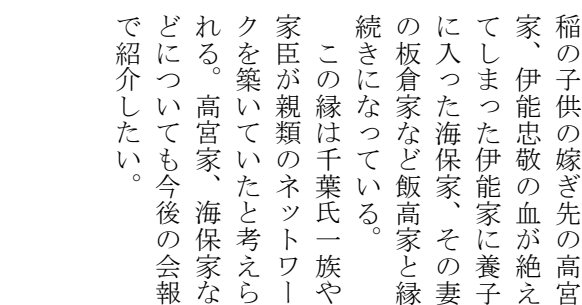 稲の子供の嫁ぎ先の高宮
家、伊能忠敬の血が絶え
てしまった伊能家に養子
に入った海保家、その妻
の板倉家など飯高家と縁
続きになっている。
この縁は千葉氏一族や
家臣が親類のネットワー
クを築いていたと考えら
れる。高宮家、海保家な
どについても今後の会報
で紹介したい。